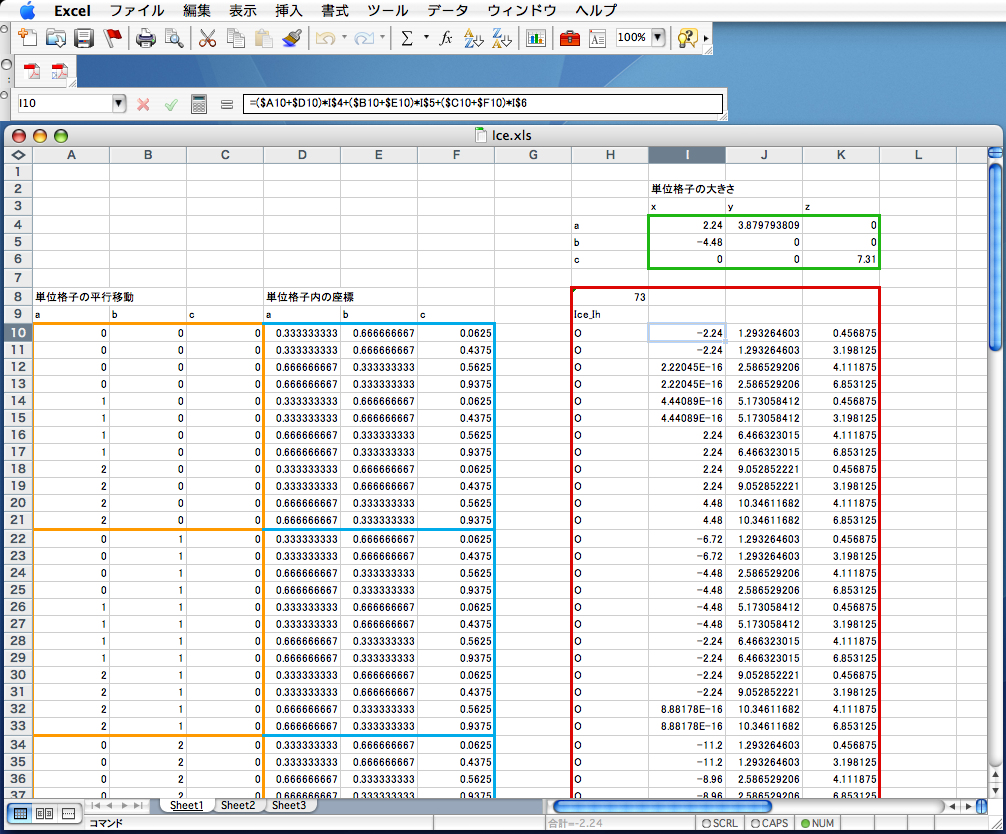 Excel ファイル 編集 表示 挿入 書式 ツール データ ウィンドウ ヘルプ
Σ fx 100%
I10 =($A10+$D10)*I$4+($B10+$E10)*I$5+($C10+$F10)*I$6
Ice.xls
A B C D E F G H I J K L
1
2 単位格子の大きさ
3 x y z
4 a 2.24 3.879793809 0
5 b -4.48 0 0
6 c 0 0 7.31
7
8 単位格子の平行移動 単位格子内の座標 73
9 a b c a b c Ice_Ih
10 0 0 0 0.333333333 0.666666667 0.0625 O -2.24 1.293264603 0.456875
11 0 0 0 0.333333333 0.666666667 0.4375 O -2.24 1.293264603 3.198125
12 0 0 0 0.666666667 0.333333333 0.5625 O 2.22045E-16 2.586529206 4.111875
13 0 0 0 0.666666667 0.333333333 0.9375 O 2.22045E-16 2.586529206 6.853125
14 1 0 0 0.333333333 0.666666667 0.0625 O 4.44089E-16 5.173058412 0.456875
15 1 0 0 0.333333333 0.666666667 0.4375 O 4.44089E-16 5.173058412 3.198125
16 1 0 0 0.666666667 0.333333333 0.5625 O 2.24 6.466323015 4.111875
17 1 0 0 0.666666667 0.333333333 0.9375 O 2.24 6.466323015 6.853125
18 2 0 0 0.333333333 0.666666667 0.0625 O 2.24 9.052852221 0.456875
19 2 0 0 0.333333333 0.666666667 0.4375 O 2.24 9.052852221 3.198125
20 2 0 0 0.666666667 0.333333333 0.5625 O 4.48 10.34611682 4.111875
21 2 0 0 0.666666667 0.333333333 0.9375 O 4.48 10.34611682 6.853125
22 0 1 0 0.333333333 0.666666667 0.0625 O -6.72 1.293264603 0.456875
23 0 1 0 0.333333333 0.666666667 0.4375 O -6.72 1.293264603 3.198125
24 0 1 0 0.666666667 0.333333333 0.5625 O -4.48 2.586529206 4.111875
25 0 1 0 0.666666667 0.333333333 0.9375 O -4.48 2.586529206 6.853125
26 1 1 0 0.333333333 0.666666667 0.0625 O -4.48 5.173058412 0.456875
27 1 1 0 0.333333333 0.666666667 0.4375 O -4.48 5.173058412 3.198125
28 1 1 0 0.666666667 0.333333333 0.5625 O -2.24 6.466323015 4.111875
29 1 1 0 0.666666667 0.333333333 0.9375 O -2.24 6.466323015 6.853125
30 2 1 0 0.333333333 0.666666667 0.0625 O -2.24 9.052852221 0.456875
31 2 1 0 0.333333333 0.666666667 0.4375 O -2.24 9.052852221 3.198125
32 2 1 0 0.666666667 0.333333333 0.5625 O 8.88178E-16 10.34611682 4.111875
33 2 1 0 0.666666667 0.333333333 0.9375 O 8.88178E-16 10.34611682 6.853125
34 0 2 0 0.333333333 0.666666667 0.0625 O -11.2 1.293264603 0.456875
35 0 2 0 0.333333333 0.666666667 0.4375 O -11.2 1.293264603 3.198125
36 0 2 0 0.666666667 0.333333333 0.5625 O -8.96 2.586529206 4.111875
37 0 2 0 0.666666667 0.333333333 0.9375 O -8.96 2.586529206 6.853125
Sheet1 Sheet2 Sheet3
コマンド 合計=-2.24 SCRL CAPS NUM